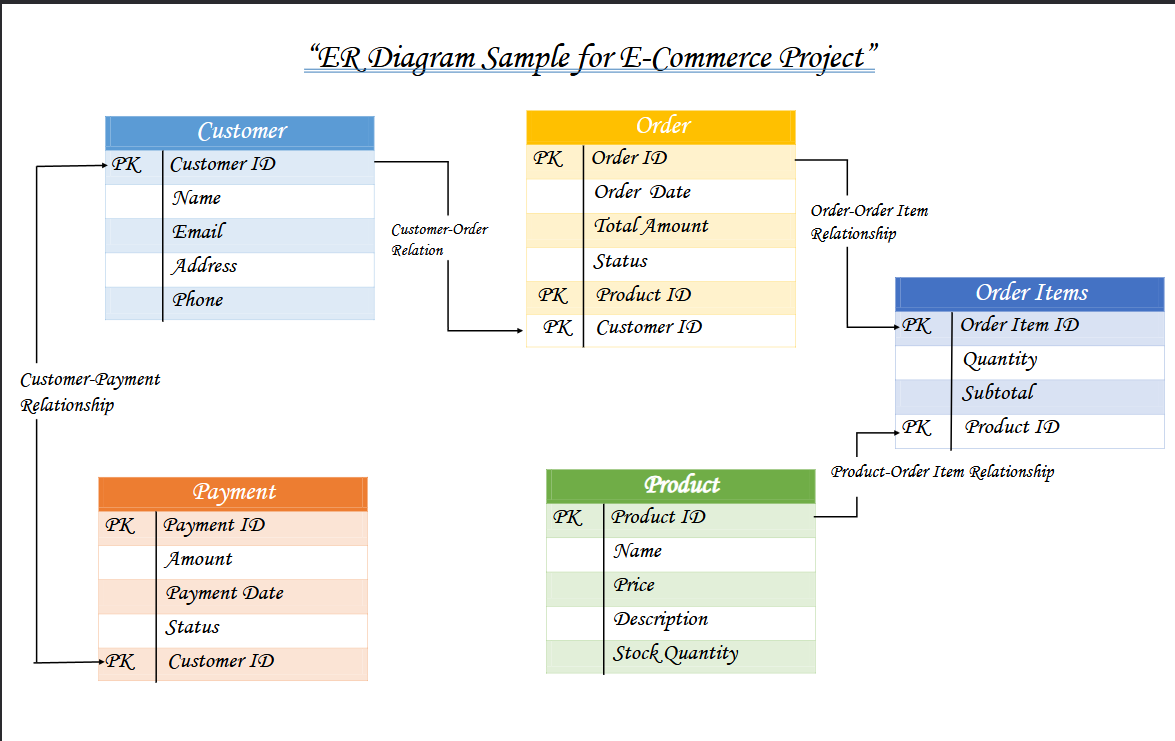 “ER Diagram Sample for E-Commerce Project”
Customer
PK Customer ID
Name
Email
Address
Phone
Customer-Order
Relation
Order
PK Order ID
Order Date
Total Amount
Status
PK Product ID
PK Customer ID
Order-Order Item
Relationship
Order Items
PK Order Item ID
Quantity
Subtotal
PK Product ID
Customer-Payment
Relationship
Payment
PK Payment ID
Amount
Payment Date
Status
PK Customer ID
Product
PK Product ID
Name
Price
Description
Stock Quantity
Product-Order Item Relationship